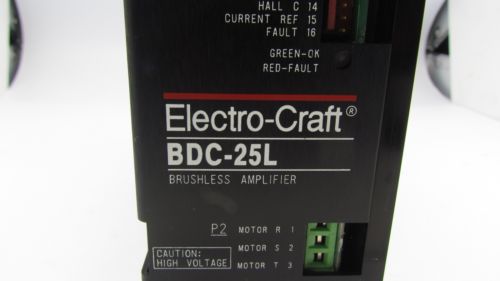 HALL C 14
CURRENT REF 15
FAULT 16
GREEN-OK
RED-FAULT
Electro-Craft®
BDC-25L
BRUSHLESS AMPLIFIER
P2 MOTOR R 1
MOTOR S 2
MOTOR T 3
CAUTION:
HIGH VOLTAGE